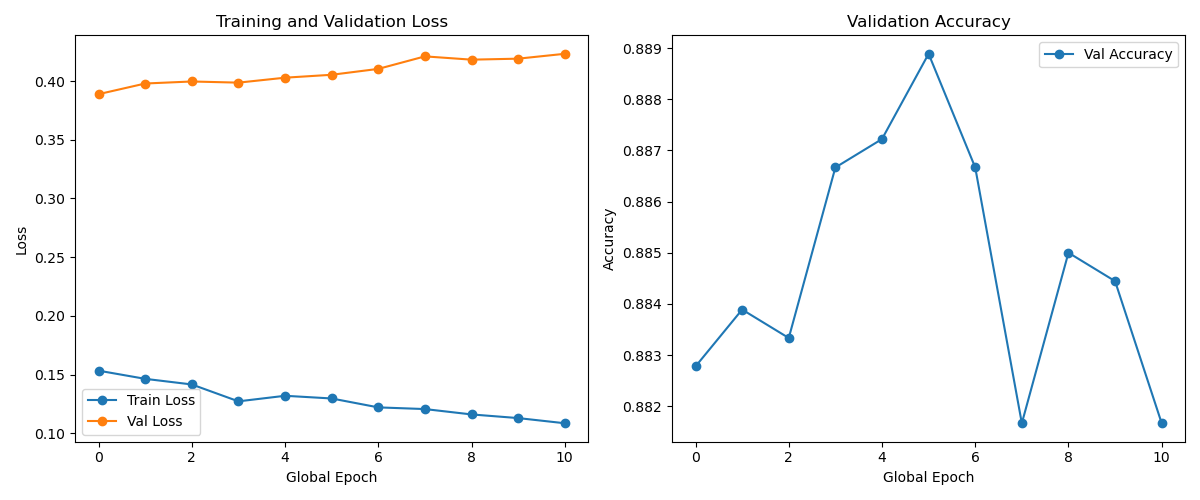 Training and Validation Loss
Loss
0.40
0.35
0.30
0.25
0.20
0.15
0.10
Train Loss
Val Loss
0 2 4 6 8 10
Global Epoch
Validation Accuracy
Accuracy
0.889
0.888
0.887
0.886
0.885
0.884
0.883
0.882
Val Accuracy
0 2 4 6 8 10
Global Epoch